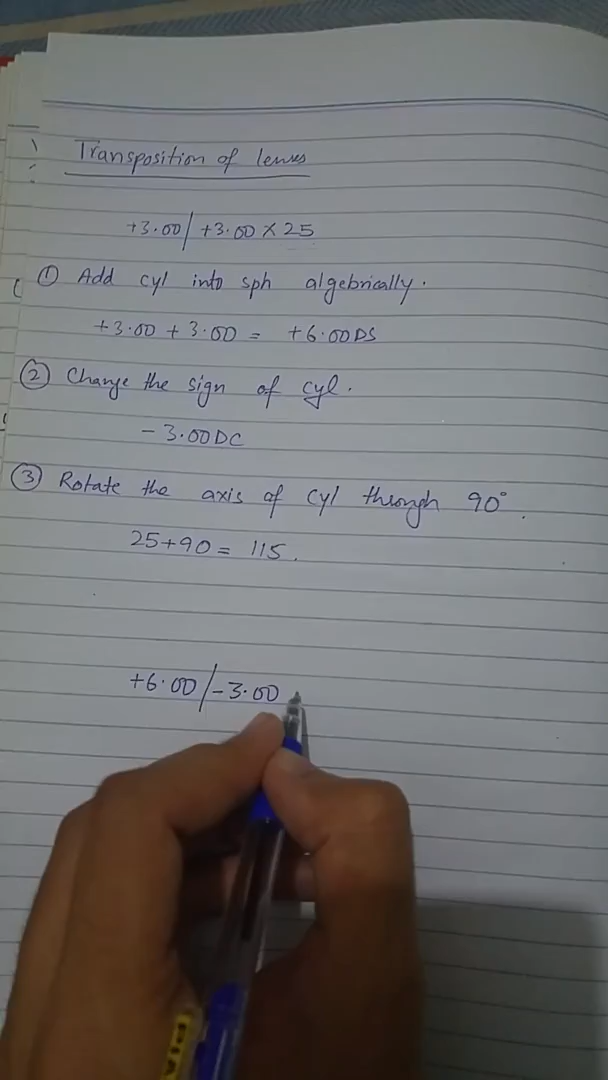 Transposition of lenses
+3.00/+3.00 X 25
① Add cyl into sph algebrically.
+3.00 + 3.00 = +6.00DS
② Change the sign of cyl.
- 3.00DC
③ Rotate the axis of cyl through 90°.
25+90 = 115.
+6.00/-3.00